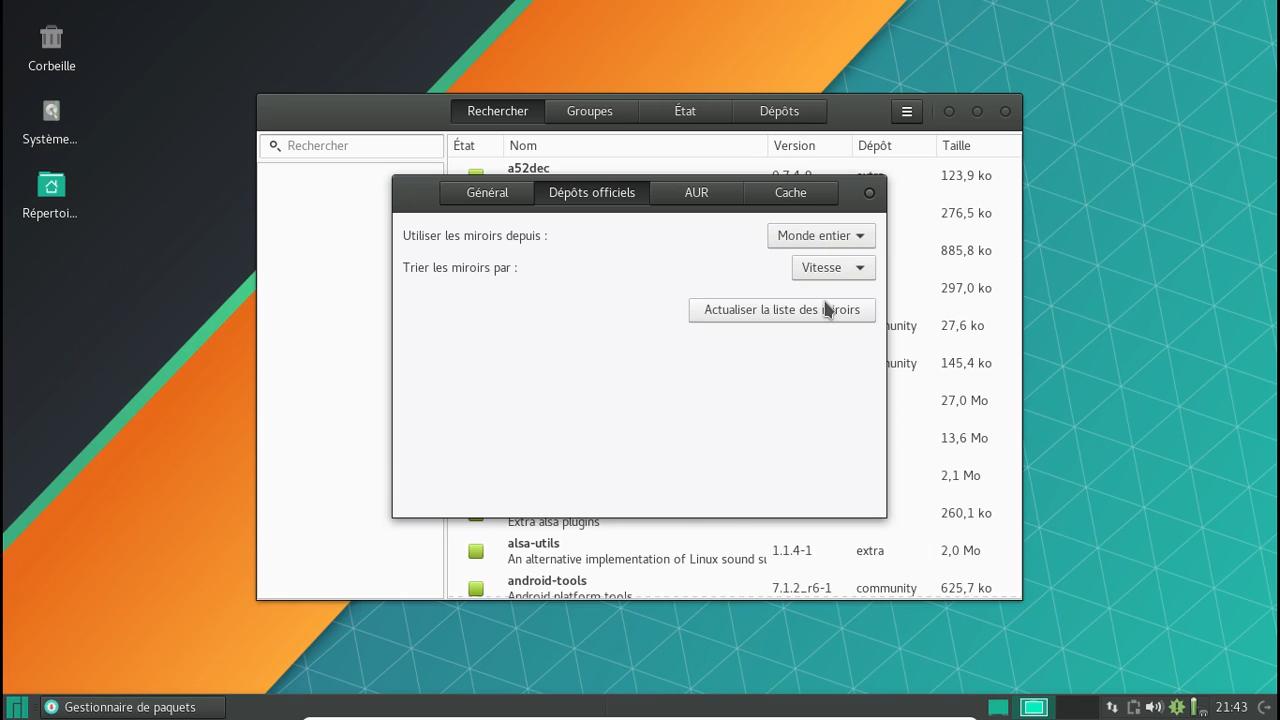 Corbeille
Système...
Répertoi...
Rechercher
Groupes
État
Dépôts
Rechercher
État
Nom
Version
Dépôt
Taille
a52dec
123,9 ko
276,5 ko
885,8 ko
297,0 ko
27,6 ko
145,4 ko
27,0 Mo
13,6 Mo
2,1 Mo
260,1 ko
Général
Dépôts officiels
AUR
Cache
Utiliser les miroirs depuis :
Monde entier
Trier les miroirs par :
Vitesse
Actualiser la liste des miroirs
Extra alsa plugins
alsa-utils
An alternative implementation of Linux sound
1.1.4-1
extra
2,0 Mo
android-tools
Android platform tools
7.1.2_r6-1
community
625,7 ko
Gestionnaire de paquets
21:43